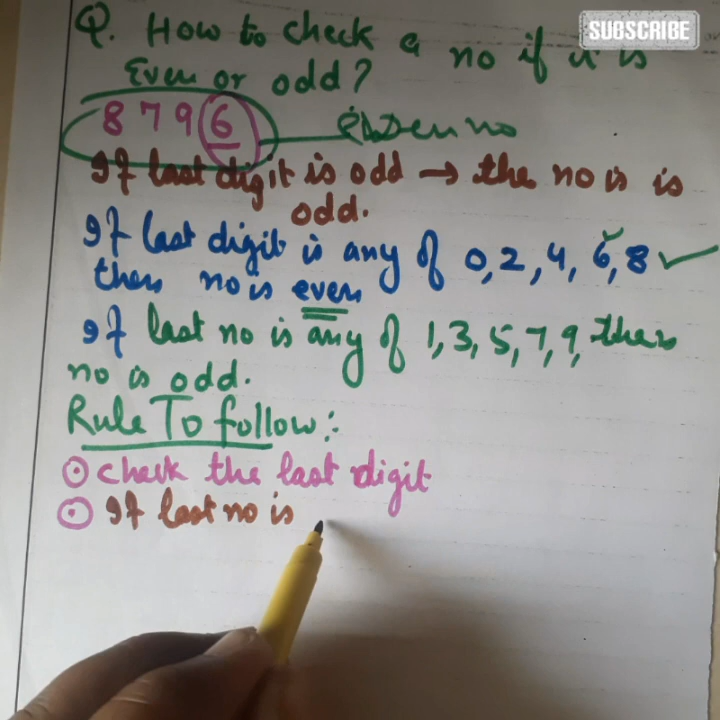 SUBSCRIBE
Q. How to check a no if it is
Even or odd?
8796 Even no
If last digit is odd → the no is is
odd.
If last digit is any of 0,2,4,6,8 ✓
then no is even
If last no is any of 1,3,5,7,9, then
no is odd.
Rule To follow:-
⊙ check the last digit
⊙ If last no is